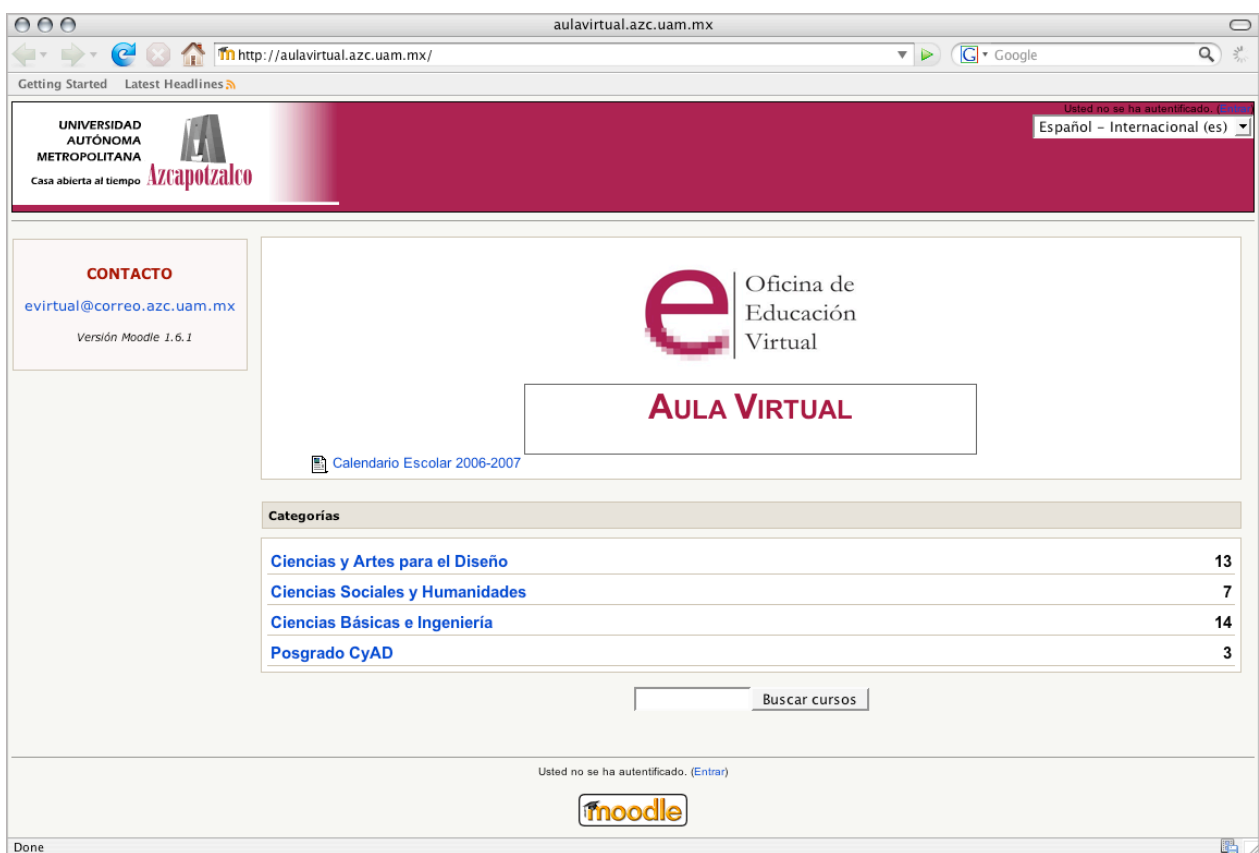 aulavirtual.azc.uam.mx
http://aulavirtual.azc.uam.mx/
G Google
Getting Started Latest Headlines
Usted no se ha autentificado. (Entrar)
Español – Internacional (es)
UNIVERSIDAD
AUTÓNOMA
METROPOLITANA
Casa abierta al tiempo Azcapotzalco
CONTACTO
evirtual@correo.azc.uam.mx
Versión Moodle 1.6.1
e
Oficina de
Educación
Virtual
AULA VIRTUAL
Calendario Escolar 2006-2007
Categorías
Ciencias y Artes para el Diseño 13
Ciencias Sociales y Humanidades 7
Ciencias Básicas e Ingeniería 14
Posgrado CyAD 3
Buscar cursos
Usted no se ha autentificado. (Entrar)
moodle
Done